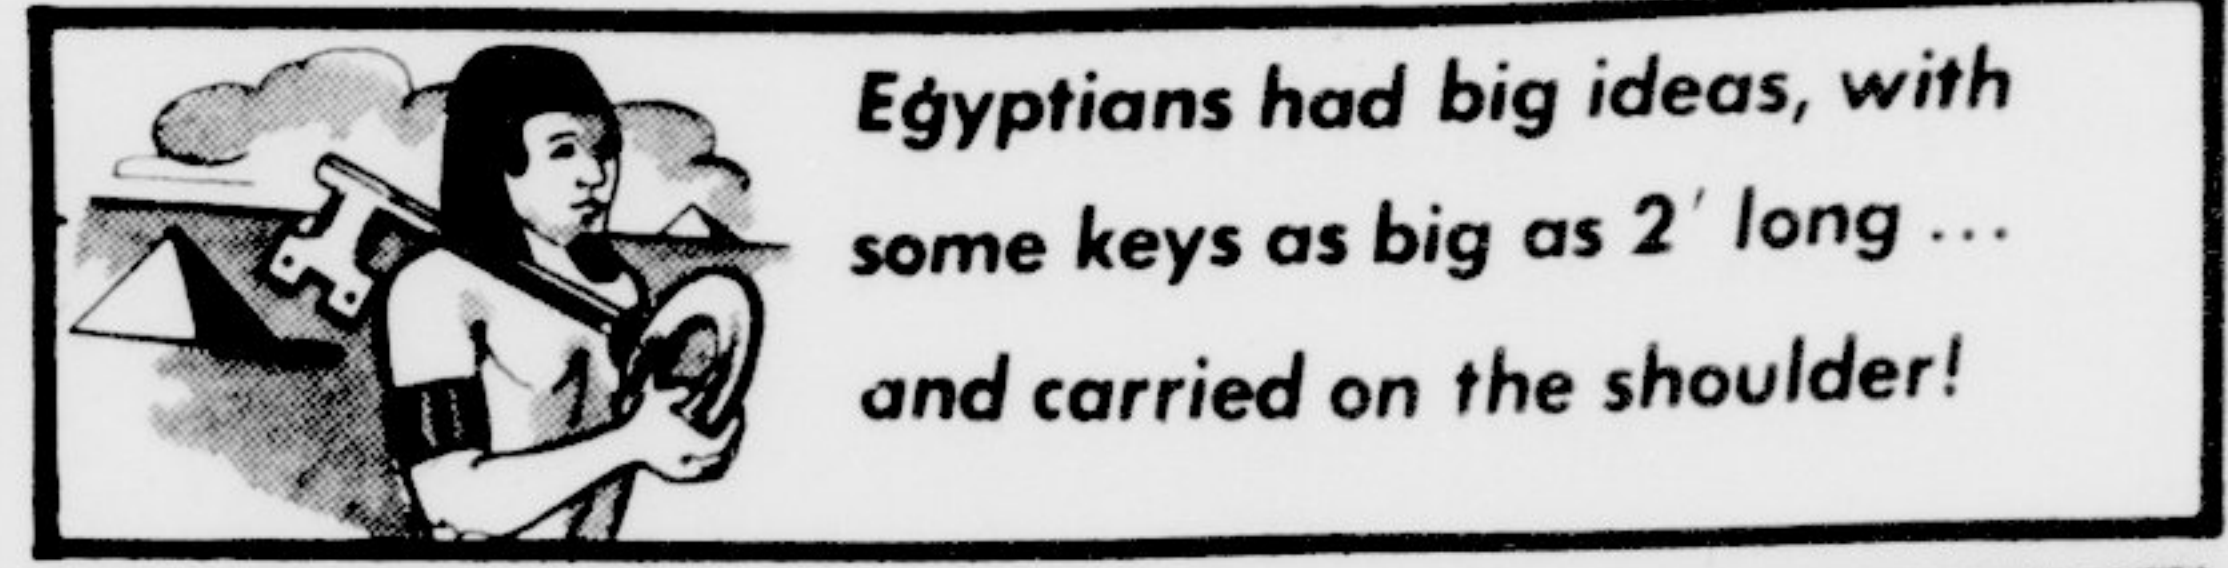 Egyptians had big ideas, with
some keys as big as 2' long ...
and carried on the shoulder!